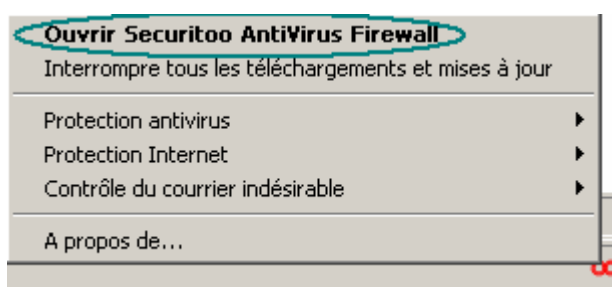 Ouvrir Securitoo AntiVirus Firewall
Interrompre tous les téléchargements et mises à jour
Protection antivirus
Protection Internet
Contrôle du courrier indésirable
A propos de...